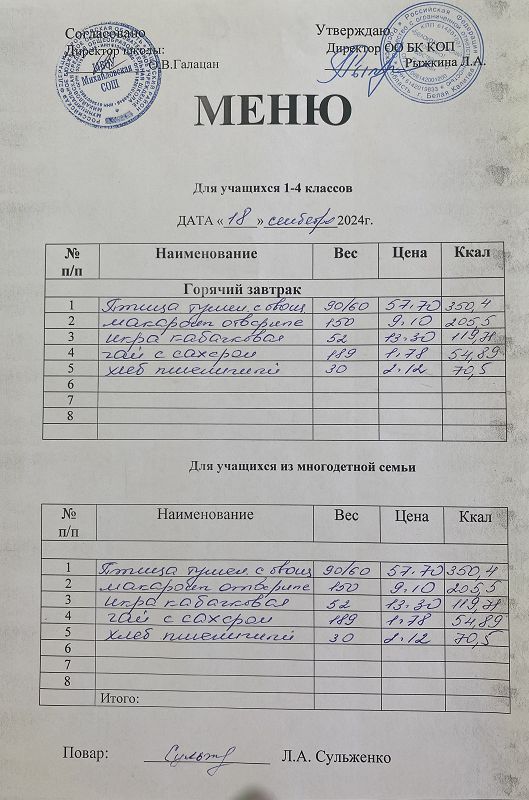 Согласовано Утверждаю
Директор школы: Директор ОО БК КОП
О.В.Галацан Рыжкина Л.А.
Михайловская
СОШ
МЕНЮ
Для учащихся 1-4 классов
ДАТА « 18 » сентября 2024г.
№ п/п Наименование Вес Цена Ккал
Горячий завтрак
1 Птица тушен. с овощ 90/60 57.70 350,4
2 макароны отворные 150 9.10 205,5
3 икра кабачковая 52 13.30 119,71
4 чай с сахаром 189 1.78 54,89
5 хлеб пшеничный 30 2.12 70,5
6
7
8
Для учащихся из многодетной семьи
№ п/п Наименование Вес Цена Ккал
1 Птица тушен. с овощ 90/60 57.70 350,4
2 макароны отворные 150 9.10 205,5
3 икра кабачковая 52 13.30 119,71
4 чай с сахаром 189 1.78 54,89
5 хлеб пшеничный 30 2.12 70,5
6
7
8
Итого:
Повар: Л.А. Сульженко